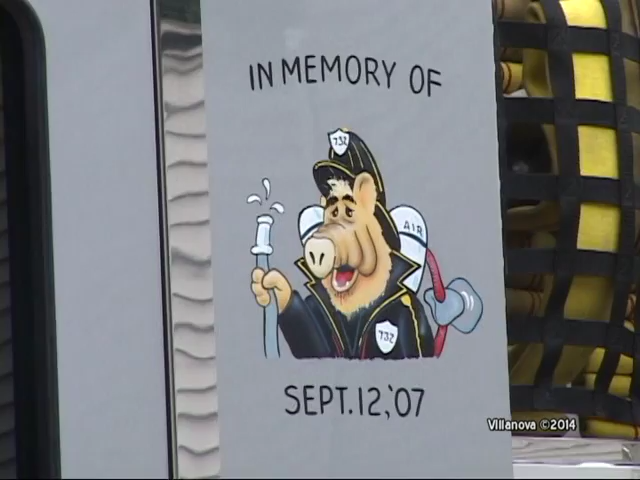 IN MEMORY OF
732
AIR
732
SEPT. 12, '07
Villanova ©2014